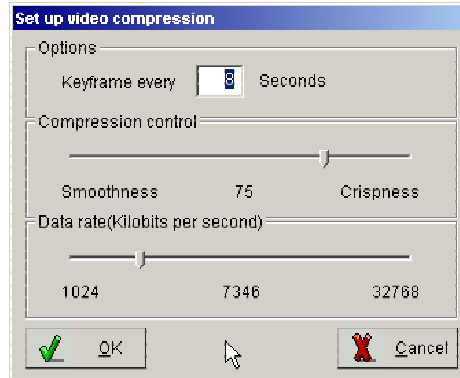 Set up video compression
Options
Keyframe every 8 Seconds
Compression control
Smoothness 75 Crispness
Data rate(Kilobits per second)
1024 7346 32768
OK Cancel